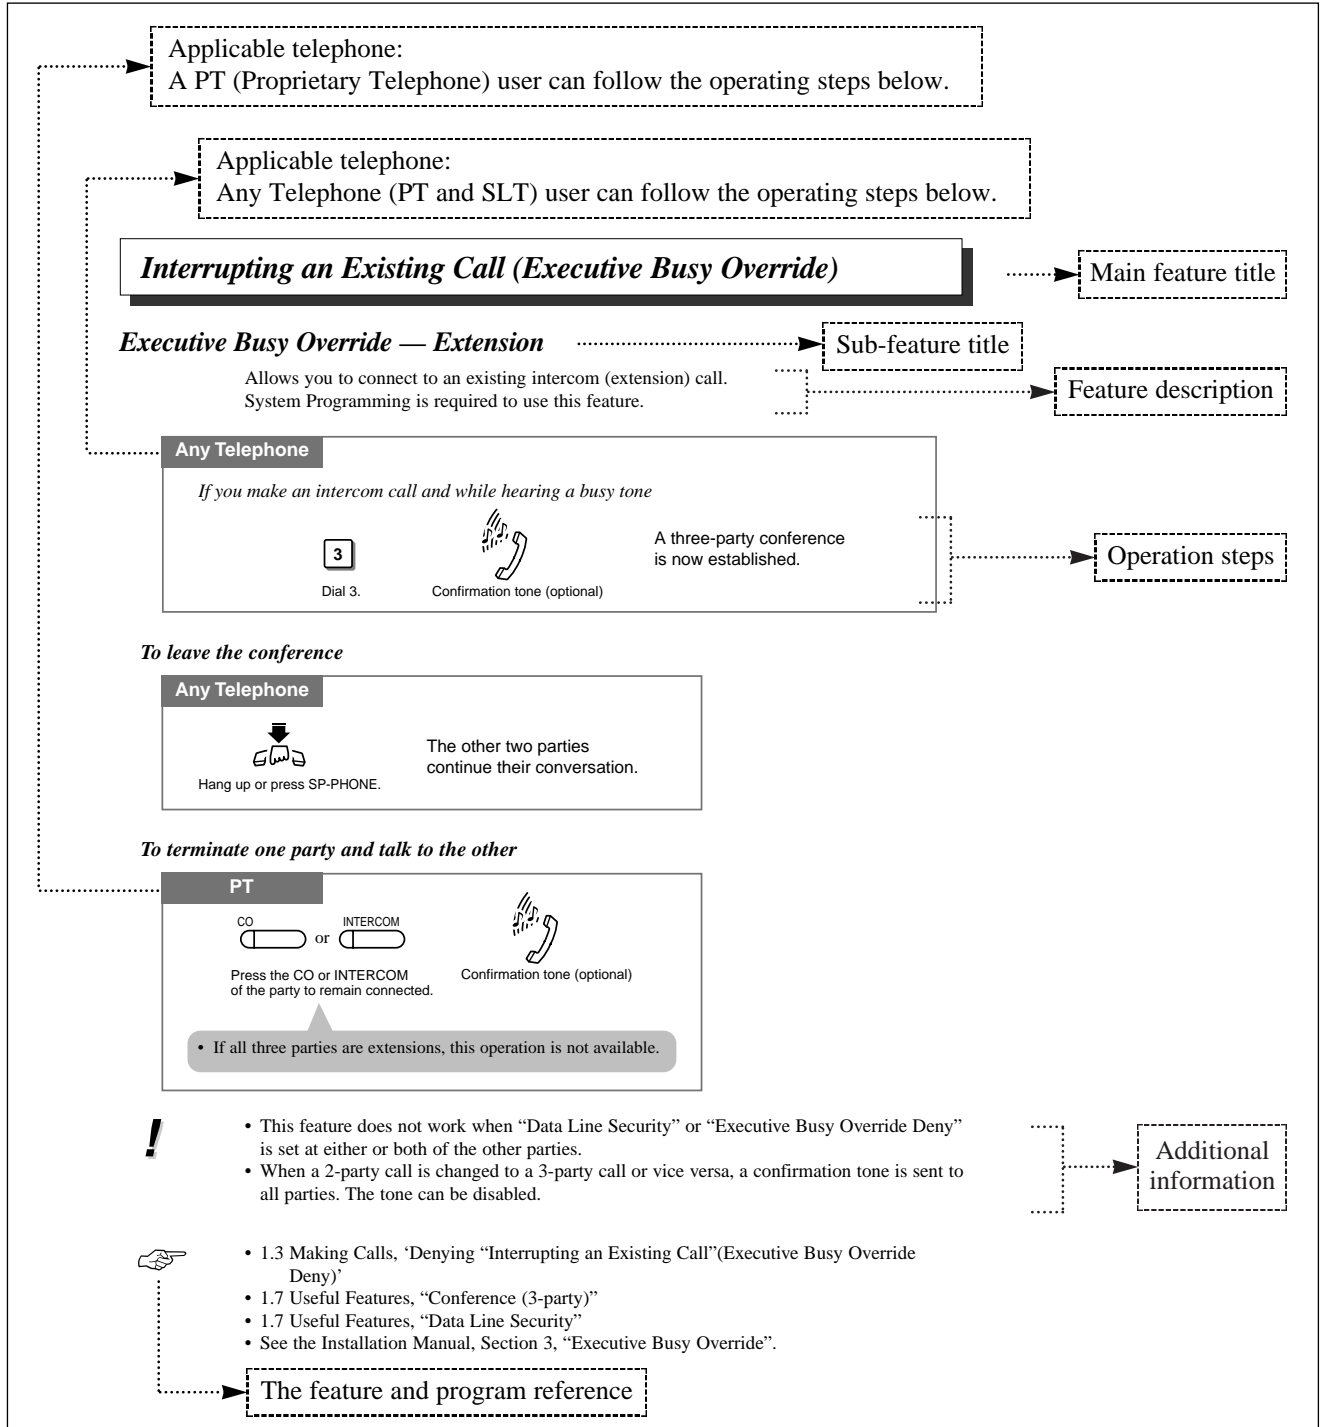 Applicable telephone:
A PT (Proprietary Telephone) user can follow the operating steps below.
Applicable telephone:
Any Telephone (PT and SLT) user can follow the operating steps below.
Interrupting an Existing Call (Executive Busy Override)
Main feature title
Executive Busy Override — Extension
Sub-feature title
Allows you to connect to an existing intercom (extension) call.
System Programming is required to use this feature.
Feature description
Any Telephone
If you make an intercom call and while hearing a busy tone
3
Dial 3.
Confirmation tone (optional)
A three-party conference
is now established.
Operation steps
To leave the conference
Any Telephone
Hang up or press SP-PHONE.
The other two parties
continue their conversation.
To terminate one party and talk to the other
PT
CO
or
INTERCOM
Press the CO or INTERCOM
of the party to remain connected.
Confirmation tone (optional)
• If all three parties are extensions, this operation is not available.
!
• This feature does not work when “Data Line Security” or “Executive Busy Override Deny”
is set at either or both of the other parties.
• When a 2-party call is changed to a 3-party call or vice versa, a confirmation tone is sent to
all parties. The tone can be disabled.
Additional
information
• 1.3 Making Calls, ‘Denying “Interrupting an Existing Call”(Executive Busy Override
Deny)’
• 1.7 Useful Features, “Conference (3-party)”
• 1.7 Useful Features, “Data Line Security”
• See the Installation Manual, Section 3, “Executive Busy Override”.
The feature and program reference